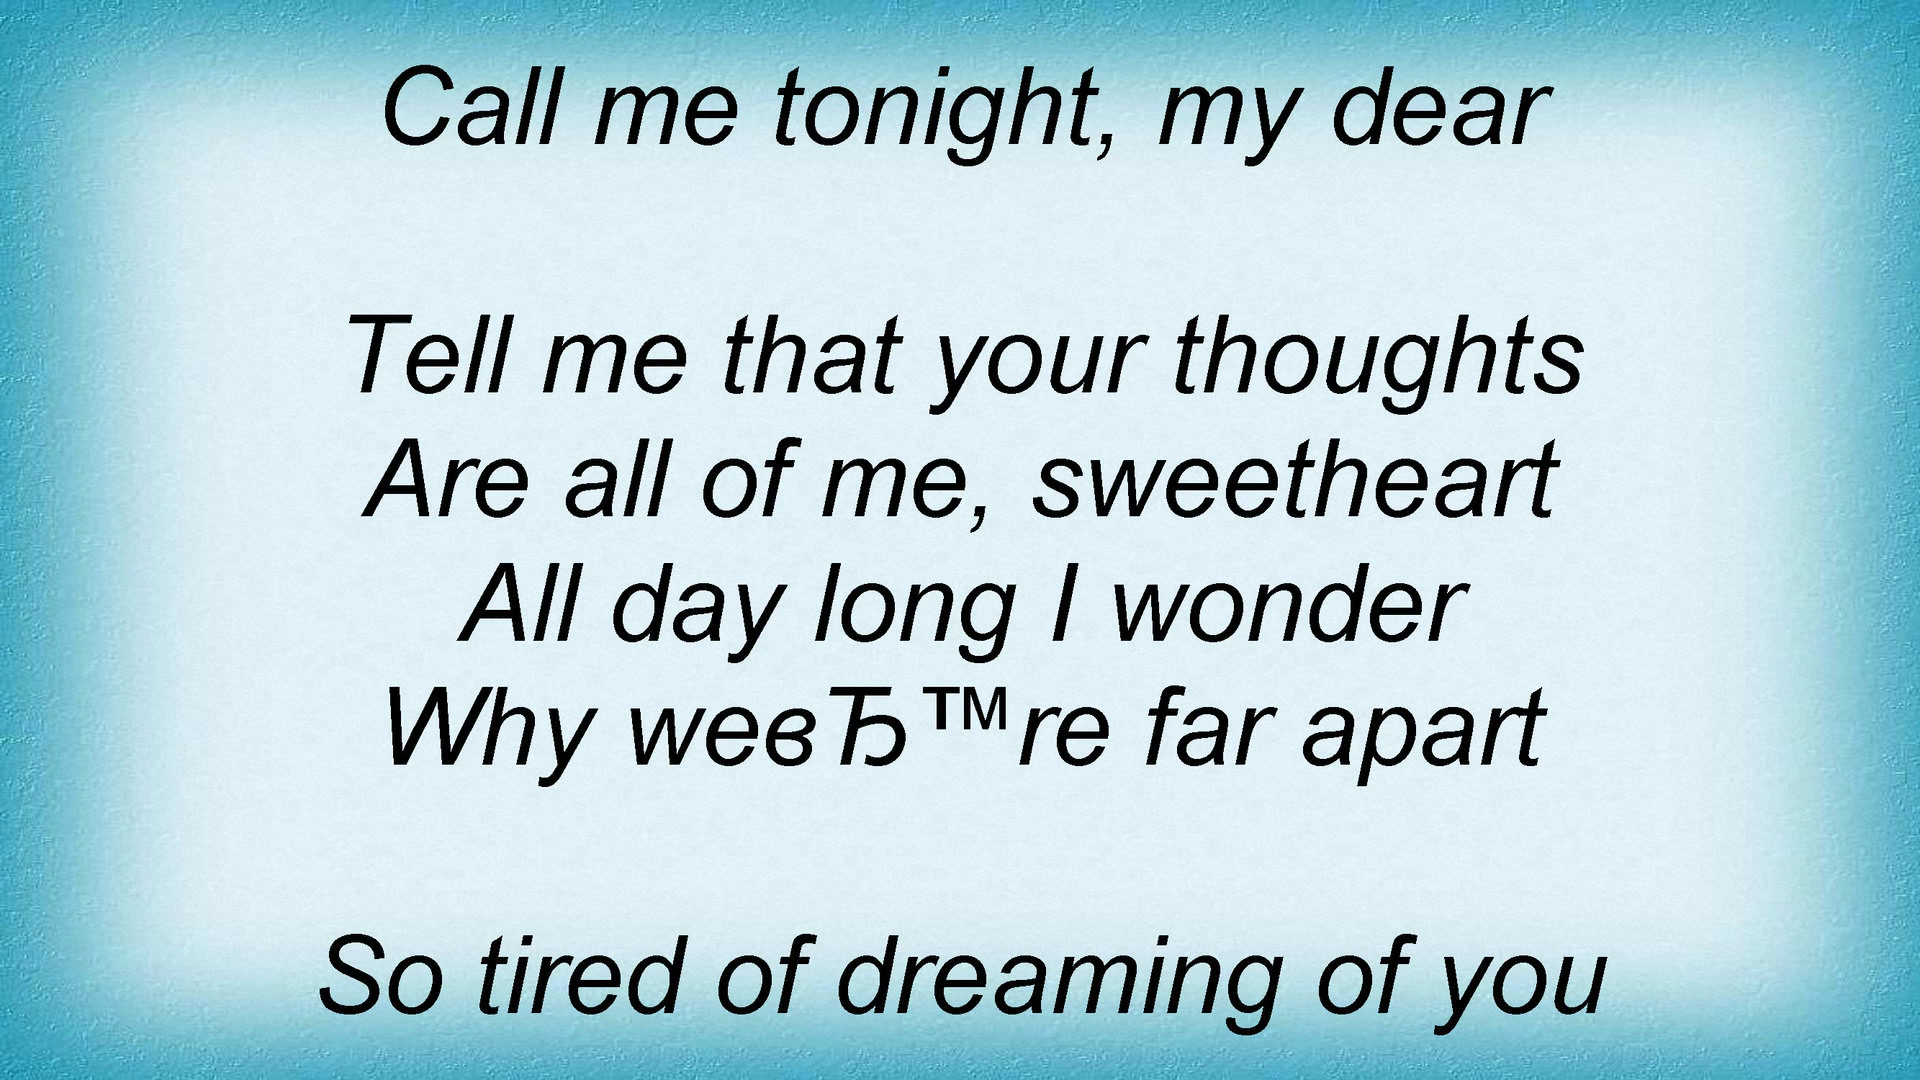 Call me tonight, my dear
Tell me that your thoughts
Are all of me, sweetheart
All day long I wonder
Why weвЂ™re far apart
So tired of dreaming of you